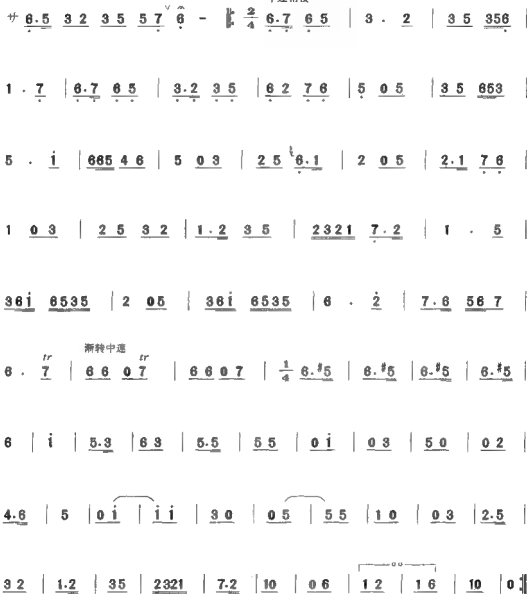 サ 6.5 3 2 3 5 5 7 6 - 2/4 6.7 6 5 | 3 . 2 | 3 5 356 |
1 . 7 | 6.7 6 5 | 3.2 3 5 | 6 2 7 6 | 5 0 5 | 3 5 653 |
5 . i | 665 4 6 | 5 0 3 | 2 5 6.1 | 2 0 5 | 2.1 7 6 |
1 0 3 | 2 5 3 2 | 1.2 3 5 | 2321 7.2 | 1 . 5 |
36i 6535 | 2 05 | 36i 6535 | 6 . 2 | 7.6 56 7 |
渐转中速
6 . tr 7 | 6 6 0 tr 7 | 6 6 0 7 | 1/4 6.#5 | 6.#5 | 6.#5 | 6.#5 |
6 | i | 5.3 | 6 3 | 5.5 | 5 5 | 0 i | 0 3 | 5 0 | 0 2 |
4.6 | 5 | 0 i | i i | 3 0 | 0 5 | 5 5 | 1 0 | 0 3 | 2.5 |
3 2 | 1.2 | 3 5 | 2321 | 7.2 | 10 | 0 6 | 1 2 | 1 6 | 10 | 0